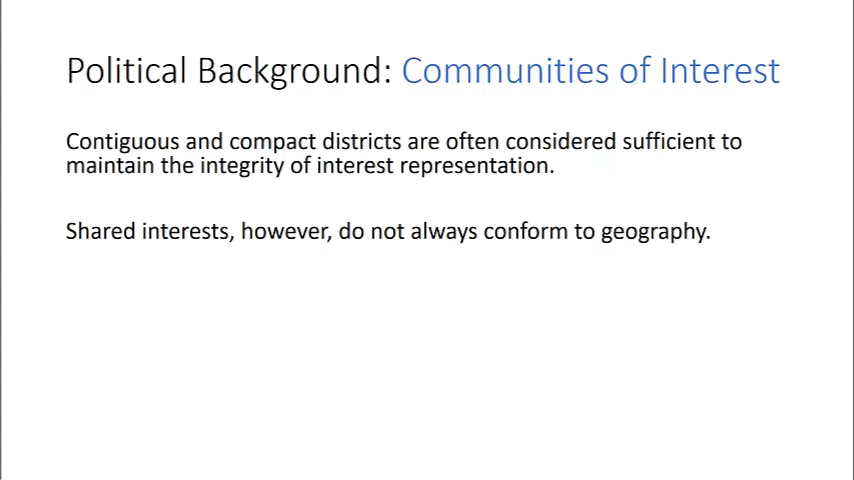 Political Background: Communities of Interest
Contiguous and compact districts are often considered sufficient to
maintain the integrity of interest representation.
Shared interests, however, do not always conform to geography.